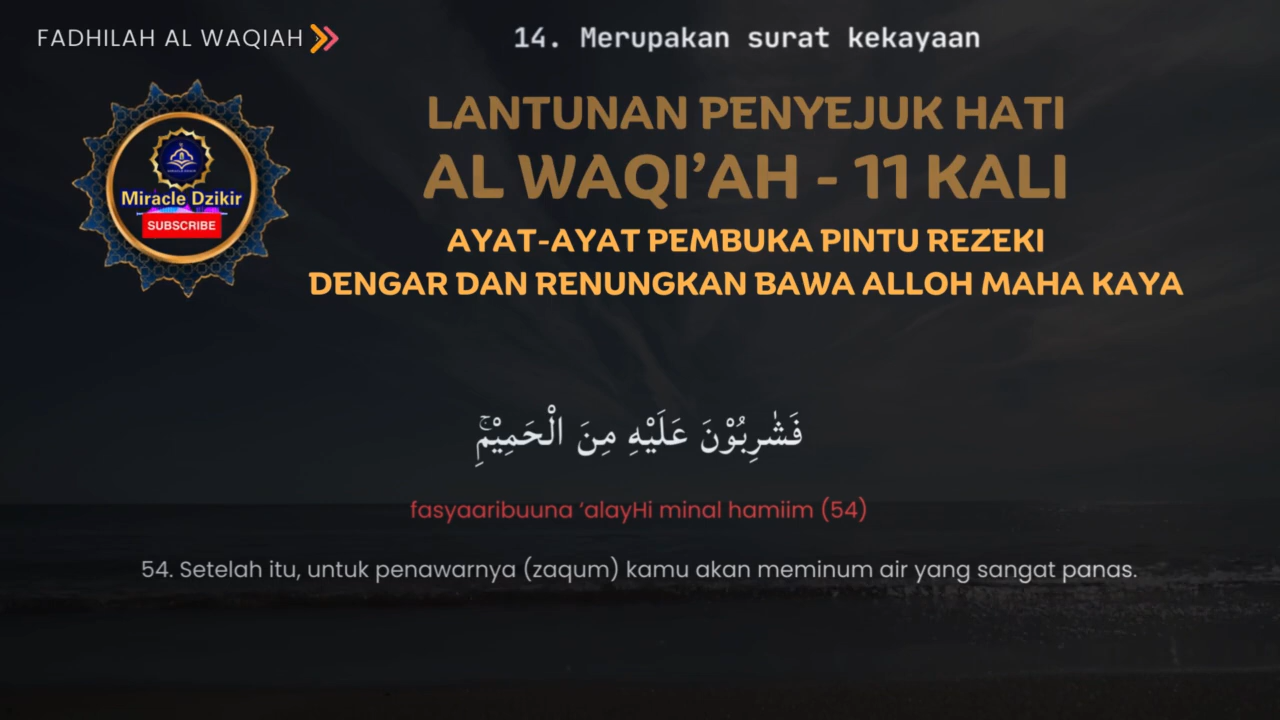 FADHILAH AL WAQIAH
14. Merupakan surat kekayaan
LANTUNAN PENYEJUK HATI
AL WAQI’AH - 11 KALI
AYAT-AYAT PEMBUKA PINTU REZEKI
DENGAR DAN RENUNGKAN BAWA ALLOH MAHA KAYA
Miracle Dzikir
SUBSCRIBE
فَشٰرِبُوْنَ عَلَيْهِ مِنَ الْحَمِيْمِۚ
fasyaaribuuna ‘alayHi minal hamiim (54)
54. Setelah itu, untuk penawarnya (zaqum) kamu akan meminum air yang sangat panas.